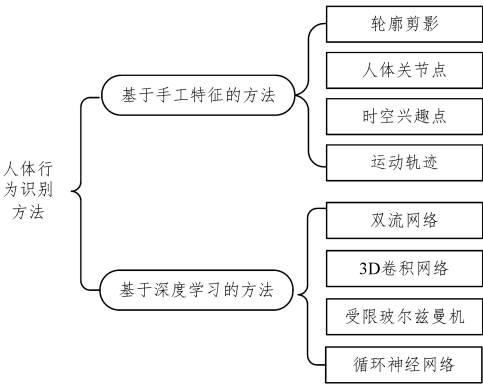 人体行
为识别
方法
基于手工特征的方法
轮廓剪影
人体关节点
时空兴趣点
运动轨迹
基于深度学习的方法
双流网络
3D卷积网络
受限玻尔兹曼机
循环神经网络